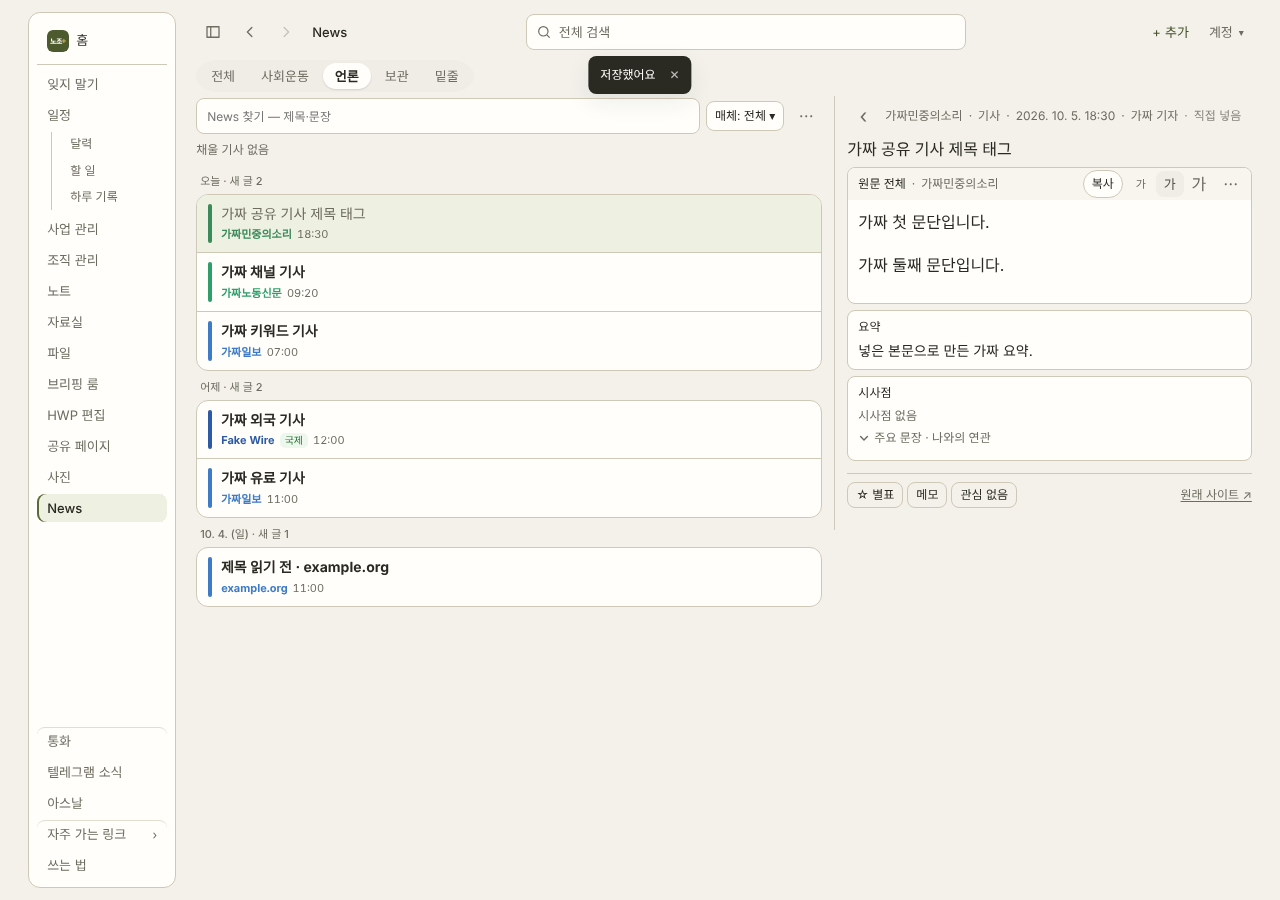 노조+ 홈
잊지 말기
일정
달력
할 일
하루 기록
사업 관리
조직 관리
노트
자료실
파일
브리핑 룸
HWP 편집
공유 페이지
사진
News
통화
텔레그램 소식
아스날
자주 가는 링크 ›
쓰는 법
News
전체 검색
+ 추가
계정 ▾
전체 사회운동 언론 보관 밑줄
저장했어요 ✕
News 찾기 — 제목·문장
매체: 전체 ▾
⋯
채울 기사 없음
오늘 · 새 글 2
가짜 공유 기사 제목 태그
가짜민중의소리 18:30
가짜 채널 기사
가짜노동신문 09:20
가짜 키워드 기사
가짜일보 07:00
어제 · 새 글 2
가짜 외국 기사
Fake Wire 국제 12:00
가짜 유료 기사
가짜일보 11:00
10. 4. (일) · 새 글 1
제목 읽기 전 · example.org
example.org 11:00
가짜민중의소리 · 기사 · 2026. 10. 5. 18:30 · 가짜 기자 · 직접 넣음
가짜 공유 기사 제목 태그
원문 전체 · 가짜민중의소리
복사 가 가 가 ⋯
가짜 첫 문단입니다.
가짜 둘째 문단입니다.
요약
넣은 본문으로 만든 가짜 요약.
시사점
시사점 없음
주요 문장 · 나와의 연관
☆ 별표 메모 관심 없음
원래 사이트 ↗